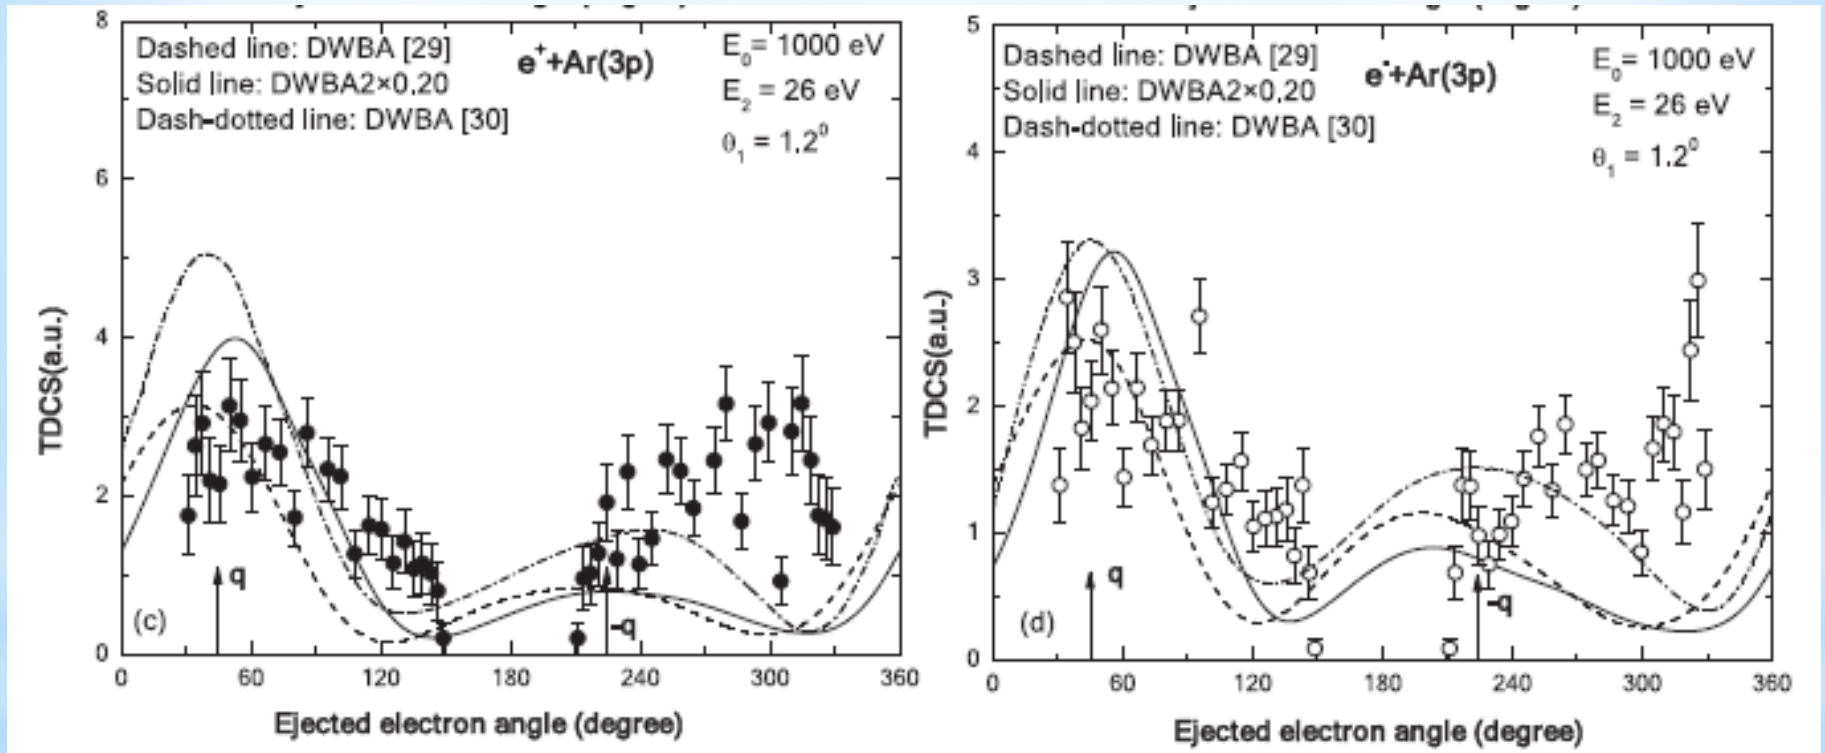 8
Dashed line: DWBA [29]
Solid line: DWBA2×0.20
Dash-dotted line: DWBA [30]
e⁺+Ar(3p)
E₀= 1000 eV
E₂ = 26 eV
θ₁ = 1.2⁰
6
4
2
0
TDCS(a.u.)
q
-q
(c)
0 60 120 180 240 300 360
Ejected electron angle (degree)
5
Dashed line: DWBA [29]
Solid line: DWBA2×0.20
Dash-dotted line: DWBA [30]
e⁻+Ar(3p)
E₀= 1000 eV
E₂ = 26 eV
θ₁ = 1.2⁰
4
3
2
1
0
TDCS(a.u.)
q
-q
(d)
0 60 120 180 240 300 360
Ejected electron angle (degree)